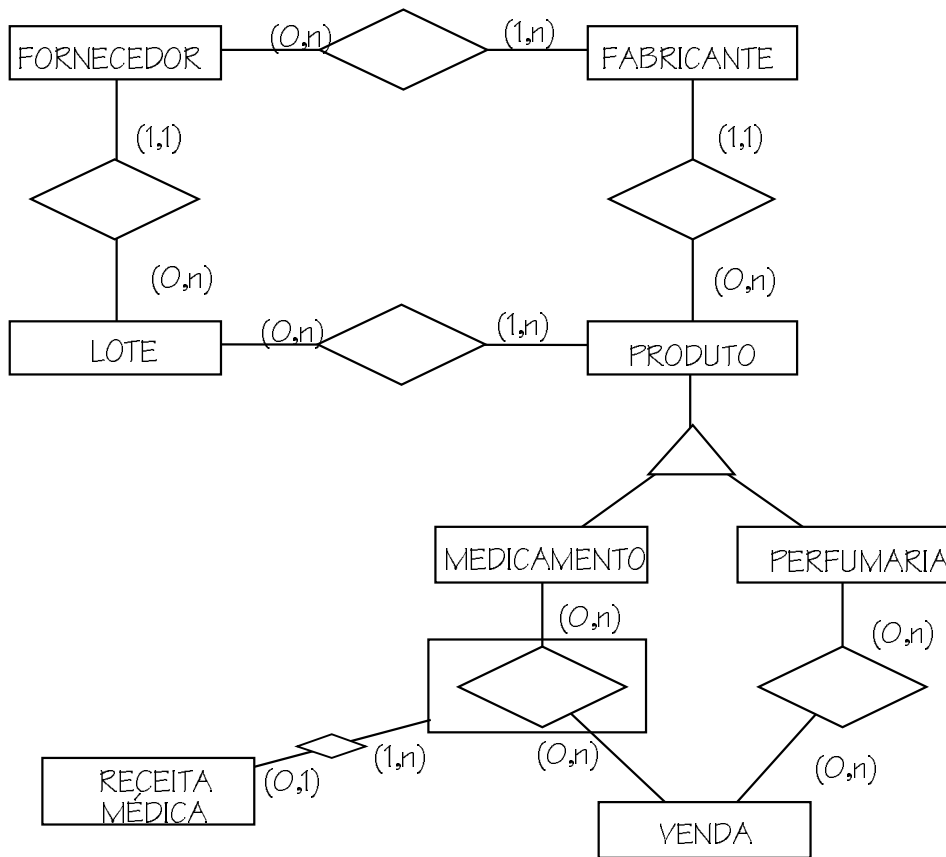 (0,n)
(1,n)
FORNECEDOR
FABRICANTE
(1,1)
(1,1)
(0,n)
(0,n)
(0,n)
(1,n)
LOTE
PRODUTO
MEDICAMENTO
PERFUMARIA
(0,n)
(0,n)
(0,n)
(1,n)
(0,n)
(0,1)
RECEITA
MÉDICA
VENDA